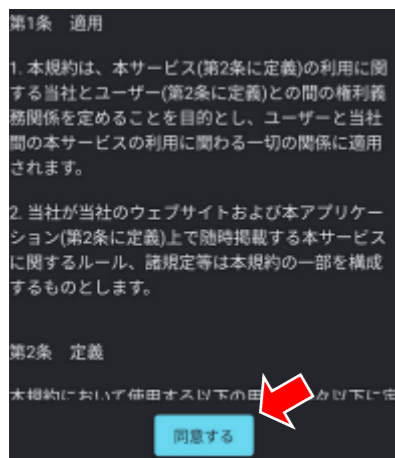 第1条　適用
1. 本規約は、本サービス(第2条に定義)の利用に関
する当社とユーザー(第2条に定義)との間の権利義
務関係を定めることを目的とし、ユーザーと当社
間の本サービスの利用に関わる一切の関係に適用
されます。
2. 当社が当社のウェブサイトおよび本アプリケー
ション(第2条に定義)上で随時掲載する本サービス
に関するルール、諸規定等は本規約の一部を構成
するものとします。
第2条　定義
本規約において使用する以下の用
同意する